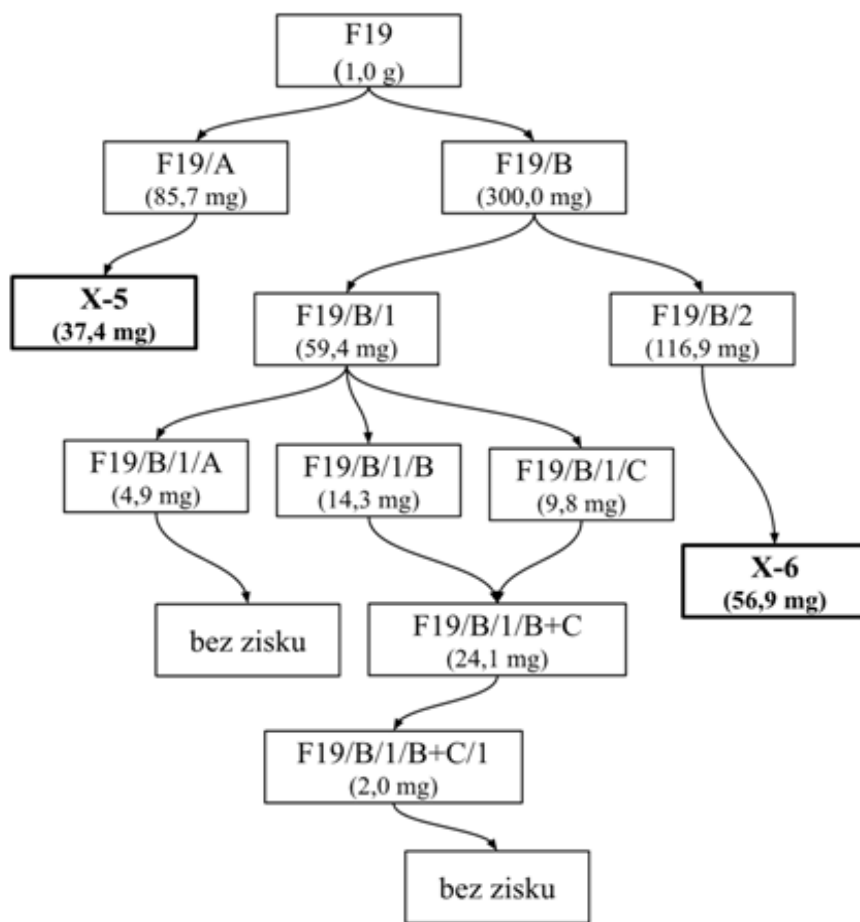 F19
(1,0 g)
F19/A
(85,7 mg)
F19/B
(300,0 mg)
X-5
(37,4 mg)
F19/B/1
(59,4 mg)
F19/B/2
(116,9 mg)
F19/B/1/A
(4,9 mg)
F19/B/1/B
(14,3 mg)
F19/B/1/C
(9,8 mg)
X-6
(56,9 mg)
bez zisku
F19/B/1/B+C
(24,1 mg)
F19/B/1/B+C/1
(2,0 mg)
bez zisku